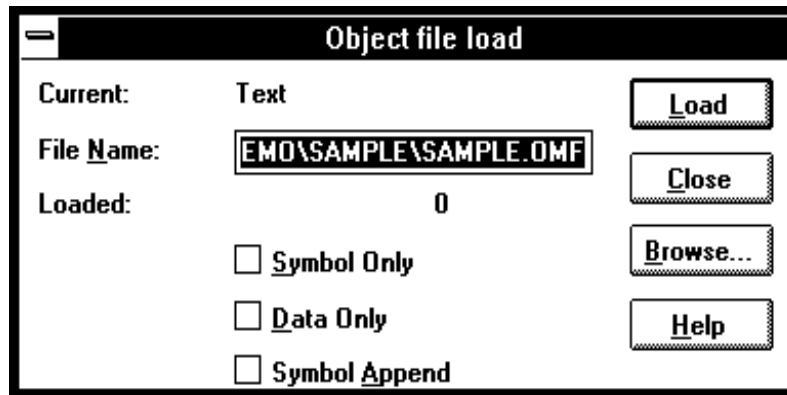 Object file load
Current: Text
Load
File Name: EMO\SAMPLE\SAMPLE.OMF
Close
Loaded: 0
Browse...
Symbol Only
Data Only
Help
Symbol Append